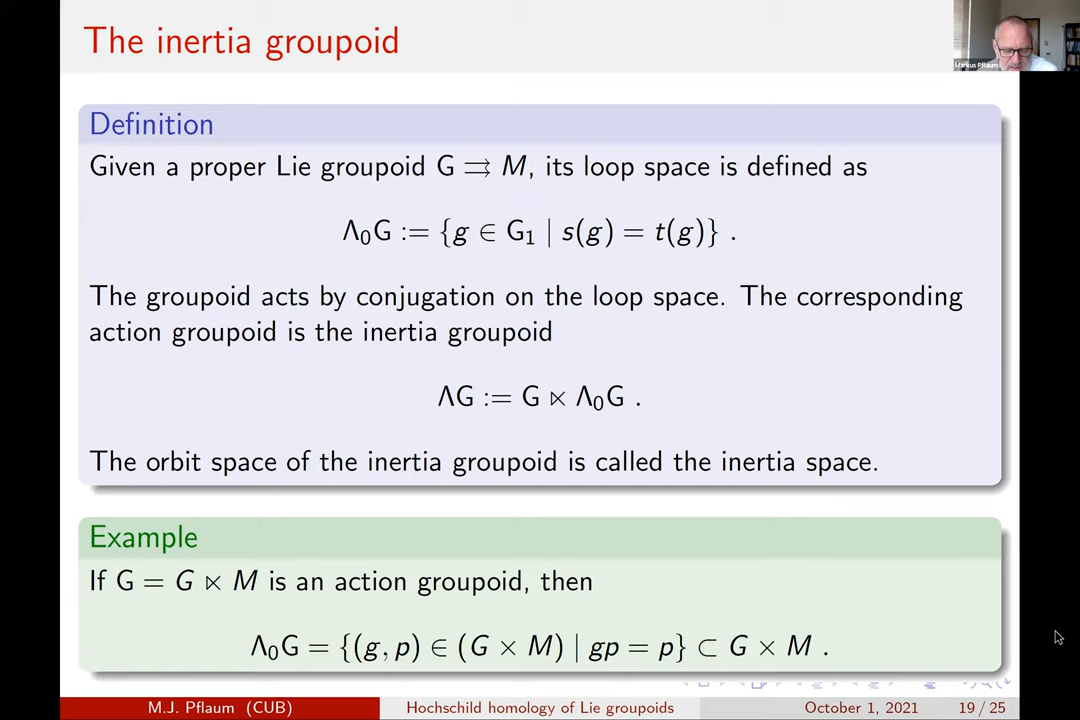 The inertia groupoid
Markus Pflaum
Definition
Given a proper Lie groupoid G ⇉ M, its loop space is defined as
Λ₀G := {g ∈ G₁ | s(g) = t(g)} .
The groupoid acts by conjugation on the loop space. The corresponding
action groupoid is the inertia groupoid
ΛG := G ⋉ Λ₀G .
The orbit space of the inertia groupoid is called the inertia space.
Example
If G = G ⋉ M is an action groupoid, then
Λ₀G = {(g, p) ∈ (G × M) | gp = p} ⊂ G × M .
M.J. Pflaum (CUB) Hochschild homology of Lie groupoids October 1, 2021 19 / 25